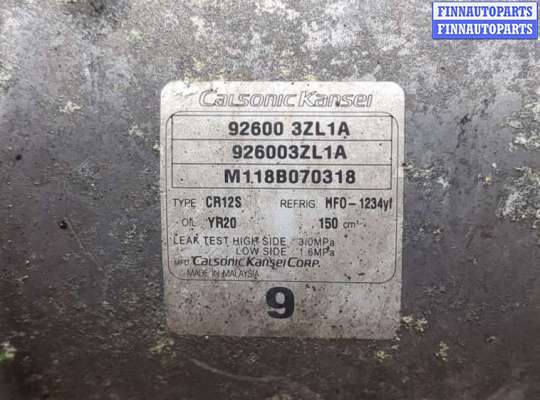 FINNAUTOPARTS
FINNAUTOPARTS
Calsonic Kansei
92600 3ZL1A
926003ZL1A
M118B070318
TYPE CR12S REFRIG. HFO-1234yf
OIL YR20 150 cm³
LEAK TEST HIGH SIDE 3.0MPa
LOW SIDE 1.6MPa
MFD. CALSONIC KANSEI CORP.
MADE IN MALAYSIA
9